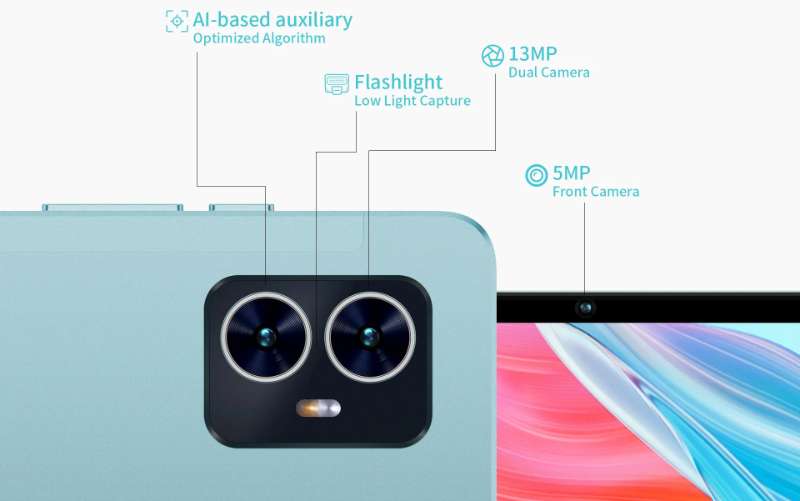 AI-based auxiliary
Optimized Algorithm
Flashlight
Low Light Capture
13MP
Dual Camera
5MP
Front Camera